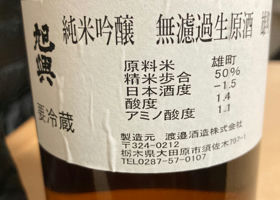 旭興
純米吟醸 無濾過生原酒
要冷蔵
原料米 雄町
精米歩合 50%
日本酒度 -1.5
酸度 1.4
アミノ酸度 1.1
製造元 渡邉酒造株式会社
〒324-0212
栃木県大田原市須佐木797-1
TEL0287-57-0107